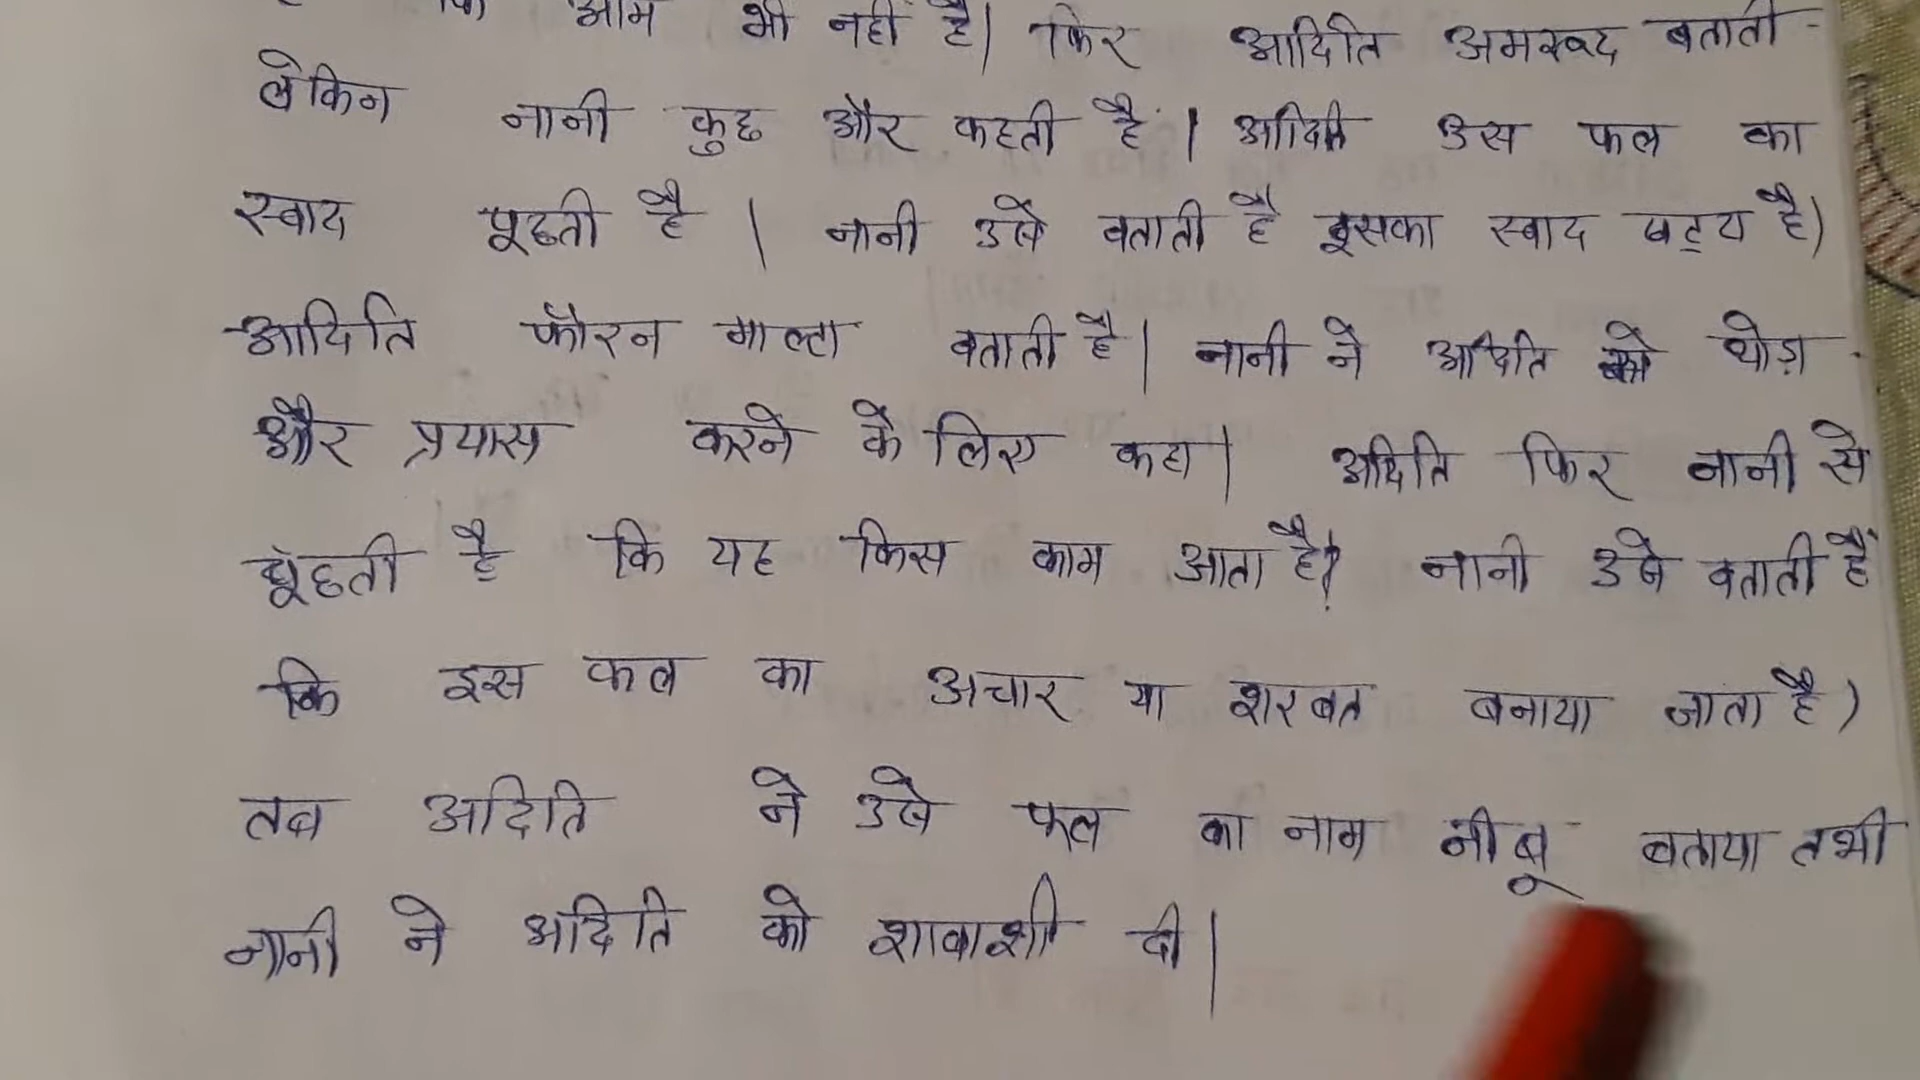 कि आम भी नहीं है। फिर आदिति अमरूद बताती
लेकिन नानी कुछ और कहती है । अदिति उस फल का
स्वाद पूछती है । नानी उसे बताती है इसका स्वाद खट्टा है।
आदिति फौरन माल्टा बताती है। नानी ने अदिति को थोड़ा
और प्रयास करने के लिए कहा। अदिति फिर नानी से
पूछती है कि यह किस काम आता है? नानी उसे बताती हैं
कि इस फल का अचार या शरबत बनाया जाता है।
तब अदिति ने उसे फल का नाम नीबू बताया तभी
नानी ने अदिति को शाबाशी दी।